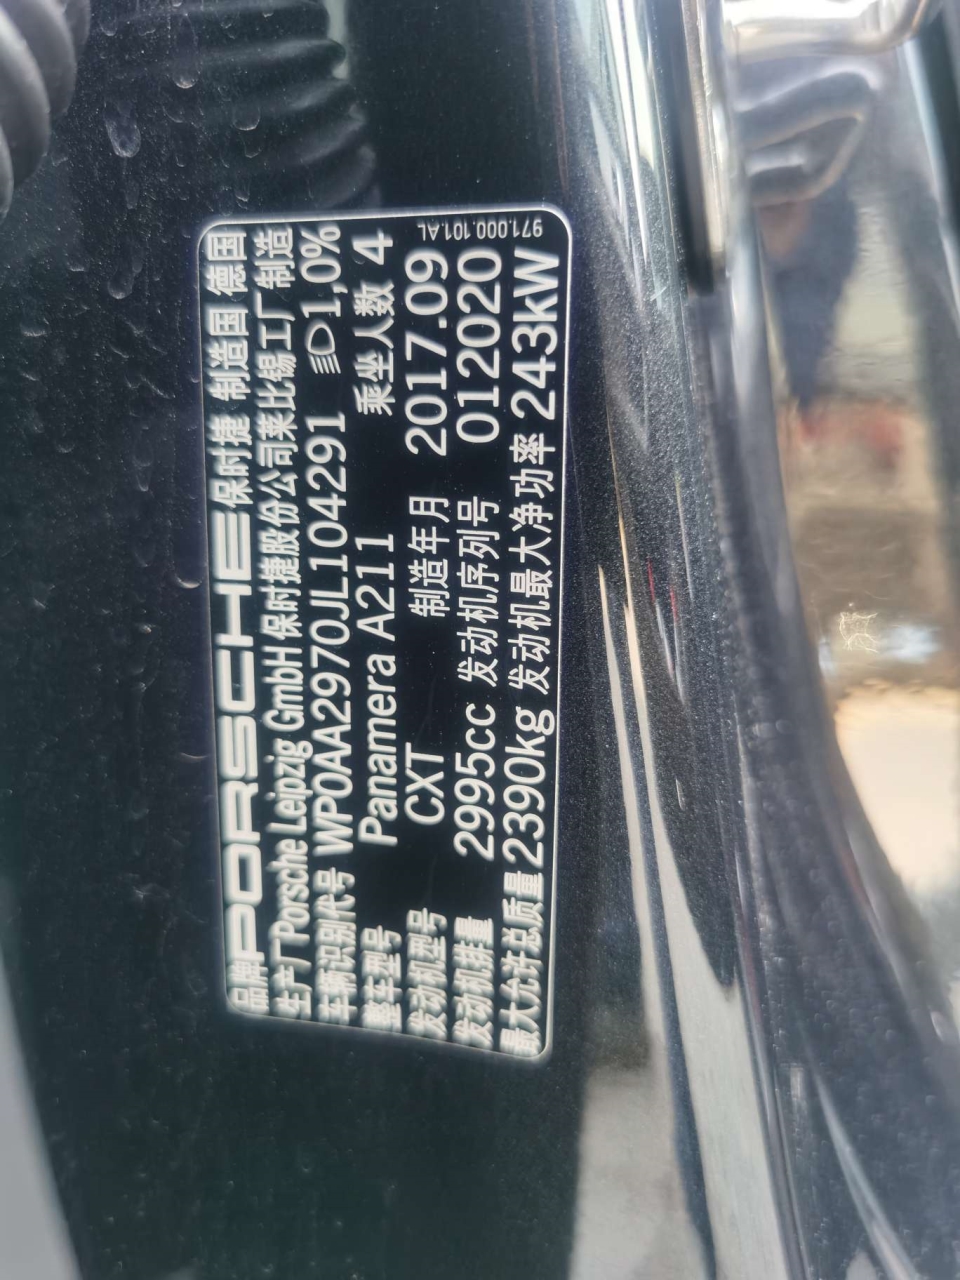 品牌 PORSCHE 保时捷 制造国 德国
生产厂 Porsche Leipzig GmbH 保时捷股份公司莱比锡工厂制造
车辆识别代号 WP0AA2970JL104291 1,0%
整车型号 Panamera A211 乘坐人数 4
发动机型号 CXT 制造年月 2017.09
发动机排量 2995cc 发动机序列号 012020
最大允许总质量 2390kg 发动机最大净功率 243kW
971.000.101.AL